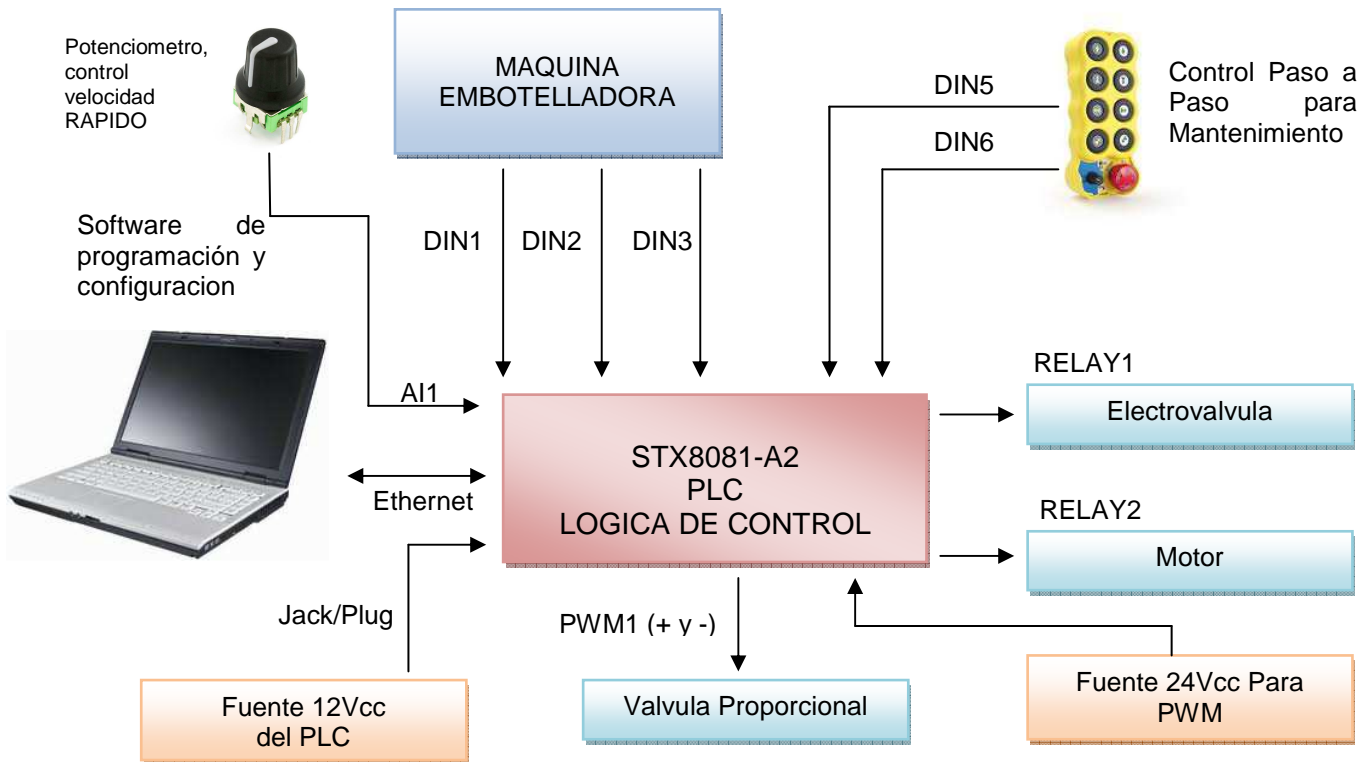 Potenciometro,
control
velocidad
RAPIDO
MAQUINA
EMBOTELLADORA
DIN5
DIN6
Control Paso a
Paso para
Mantenimiento
Software de
programación y
configuracion
DIN1
DIN2
DIN3
AI1
Ethernet
STX8081-A2
PLC
LOGICA DE CONTROL
RELAY1
Electrovalvula
RELAY2
Motor
Jack/Plug
PWM1 (+ y -)
Fuente 12Vcc
del PLC
Valvula Proporcional
Fuente 24Vcc Para
PWM